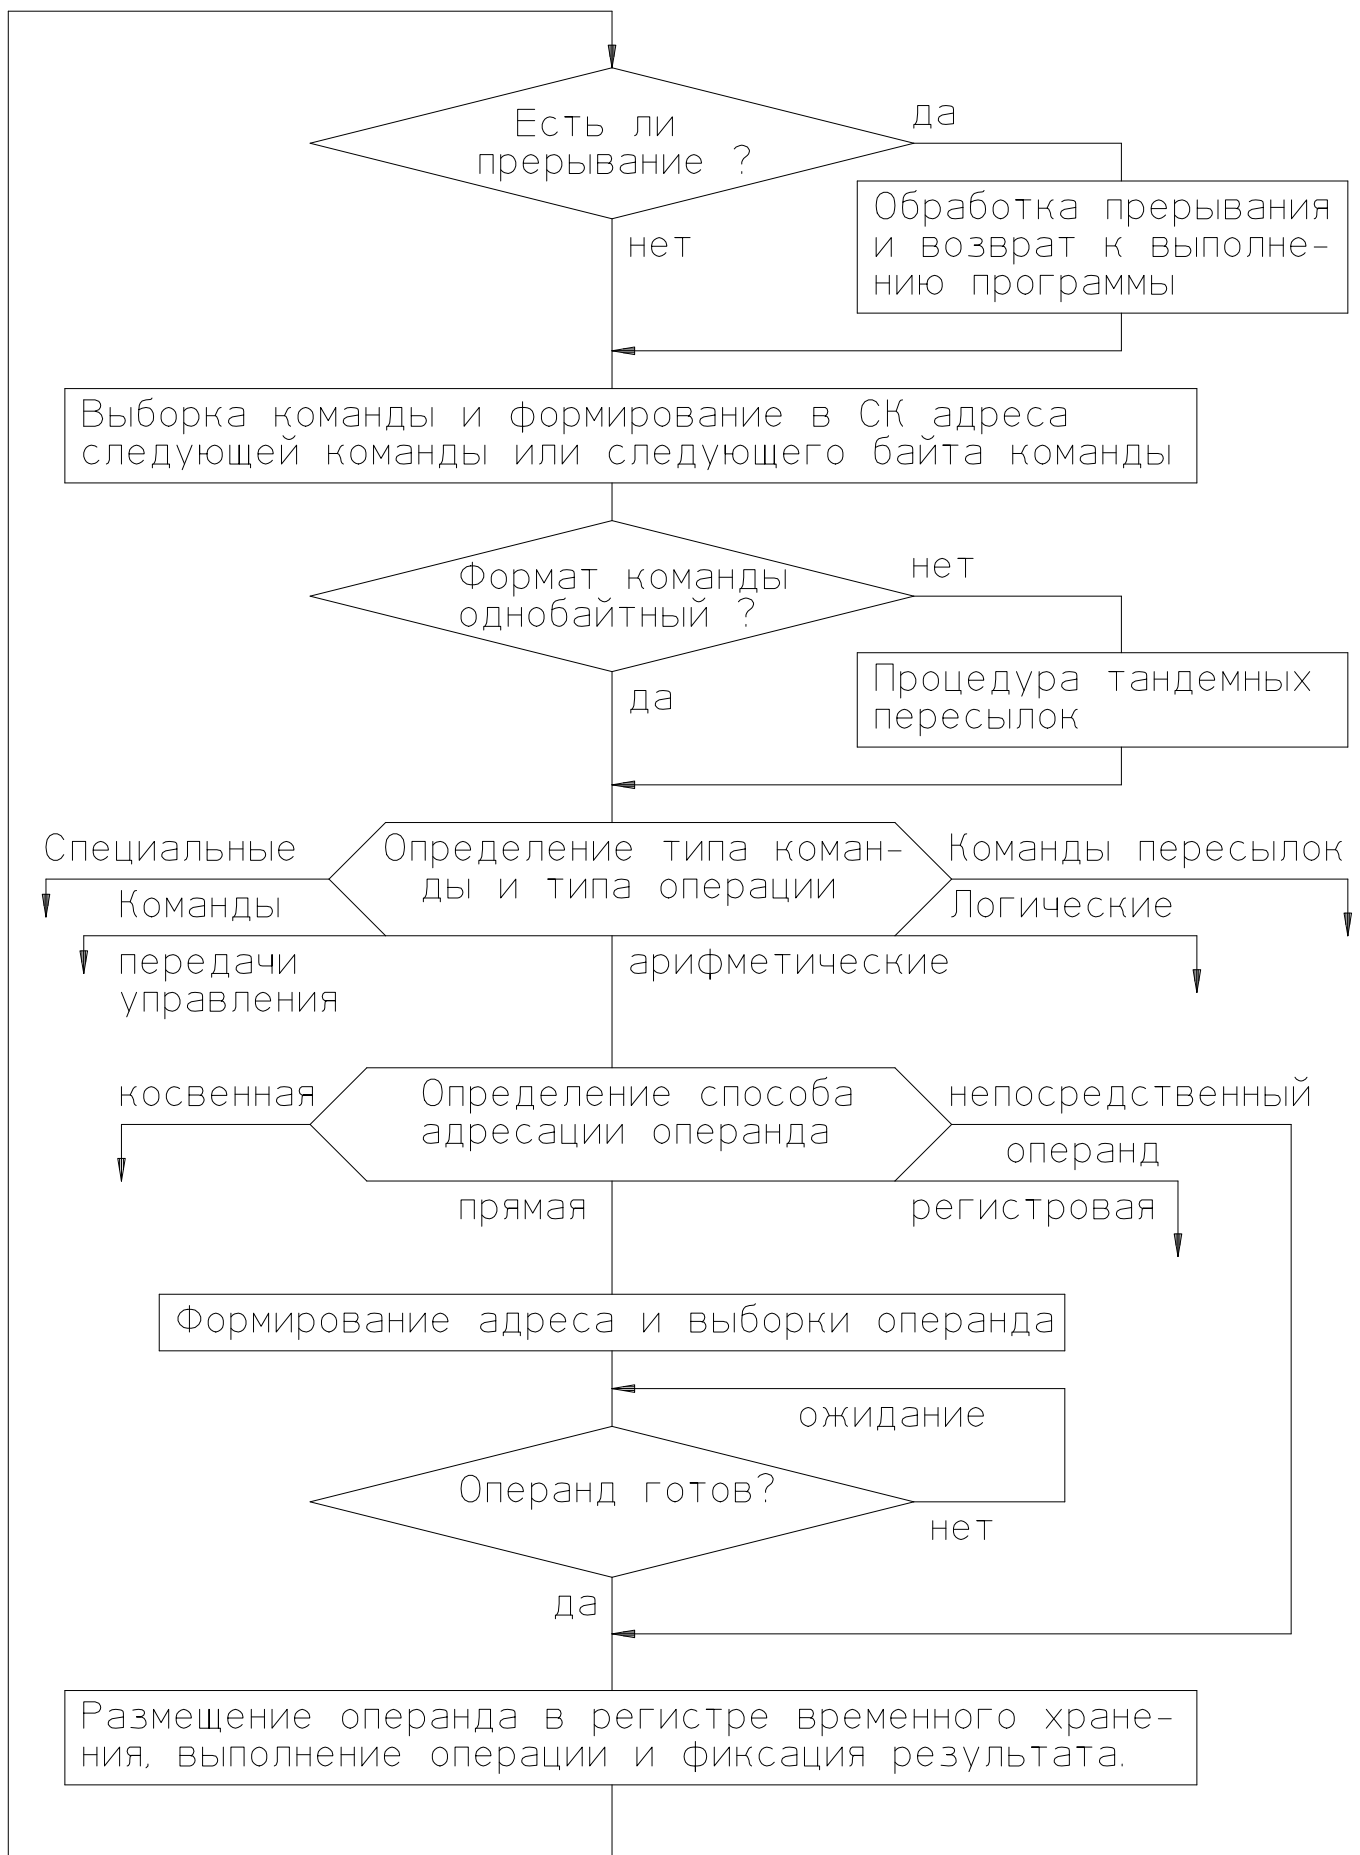 Есть ли
прерывание ?
да
Обработка прерывания
и возврат к выполне-
нию программы
нет
Выборка команды и формирование в СК адреса
следующей команды или следующего байта команды
Формат команды
однобайтный ?
нет
Процедура тандемных
пересылок
да
Специальные
Определение типа коман-
ды и типа операции
Команды пересылок
Команды
передачи
управления
Логические
арифметические
косвенная
Определение способа
адресации операнда
непосредственный
операнд
прямая
регистровая
Формирование адреса и выборки операнда
ожидание
Операнд готов?
нет
да
Размещение операнда в регистре временного хране-
ния, выполнение операции и фиксация результата.